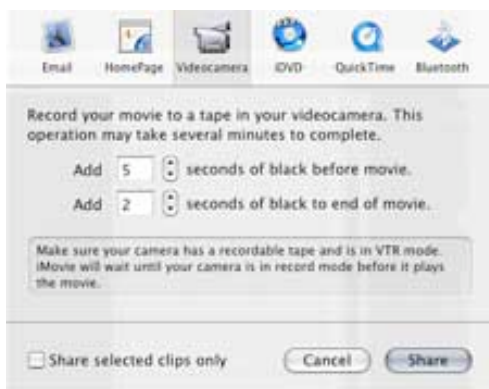 Email HomePage Videocamera iDVD QuickTime Bluetooth
Record your movie to a tape in your videocamera. This
operation may take several minutes to complete.
Add 5 seconds of black before movie.
Add 2 seconds of black to end of movie.
Make sure your camera has a recordable tape and is in VTR mode.
iMovie will wait until your camera is in record mode before it plays
the movie.
Share selected clips only Cancel Share